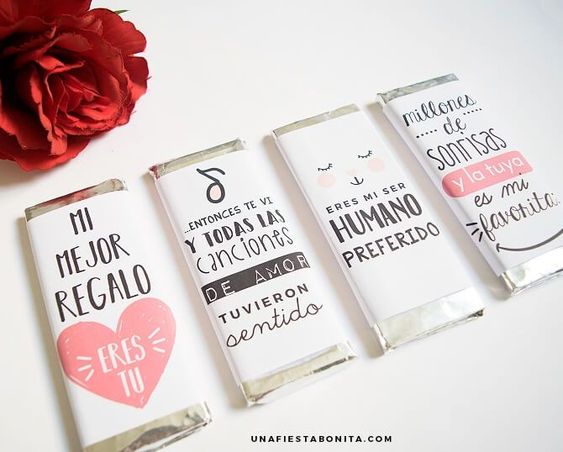 MI
MEJOR
REGALO
ERES
TU
...ENTONCES TE VI
Y TODAS LAS
canciones
DE AMOR
TUVIERON
sentido
ERES MI SER
HUMANO
PREFERIDO
millones
de
sonrisas
y la tuya
es mi
favorita.
UNAFIESTABONITA.COM